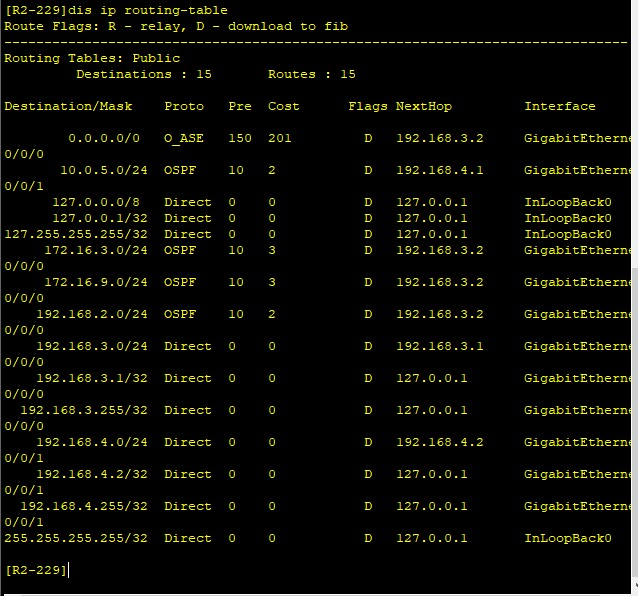 [R2-229]dis ip routing-table
Route Flags: R - relay, D - download to fib
------------------------------------------------------------------------------
Routing Tables: Public
         Destinations : 15       Routes : 15

Destination/Mask    Proto   Pre  Cost      Flags NextHop         Interface

        0.0.0.0/0   O_ASE   150  201         D   192.168.3.2     GigabitEtherne
0/0/0
       10.0.5.0/24  OSPF    10   2           D   192.168.4.1     GigabitEtherne
0/0/1
      127.0.0.0/8   Direct  0    0           D   127.0.0.1       InLoopBack0
      127.0.0.1/32  Direct  0    0           D   127.0.0.1       InLoopBack0
127.255.255.255/32  Direct  0    0           D   127.0.0.1       InLoopBack0
     172.16.3.0/24  OSPF    10   3           D   192.168.3.2     GigabitEtherne
0/0/0
     172.16.9.0/24  OSPF    10   3           D   192.168.3.2     GigabitEtherne
0/0/0
    192.168.2.0/24  OSPF    10   2           D   192.168.3.2     GigabitEtherne
0/0/0
    192.168.3.0/24  Direct  0    0           D   192.168.3.1     GigabitEtherne
0/0/0
    192.168.3.1/32  Direct  0    0           D   127.0.0.1       GigabitEtherne
0/0/0
  192.168.3.255/32  Direct  0    0           D   127.0.0.1       GigabitEtherne
0/0/0
    192.168.4.0/24  Direct  0    0           D   192.168.4.2     GigabitEtherne
0/0/1
    192.168.4.2/32  Direct  0    0           D   127.0.0.1       GigabitEtherne
0/0/1
  192.168.4.255/32  Direct  0    0           D   127.0.0.1       GigabitEtherne
0/0/1
255.255.255.255/32  Direct  0    0           D   127.0.0.1       InLoopBack0

[R2-229]